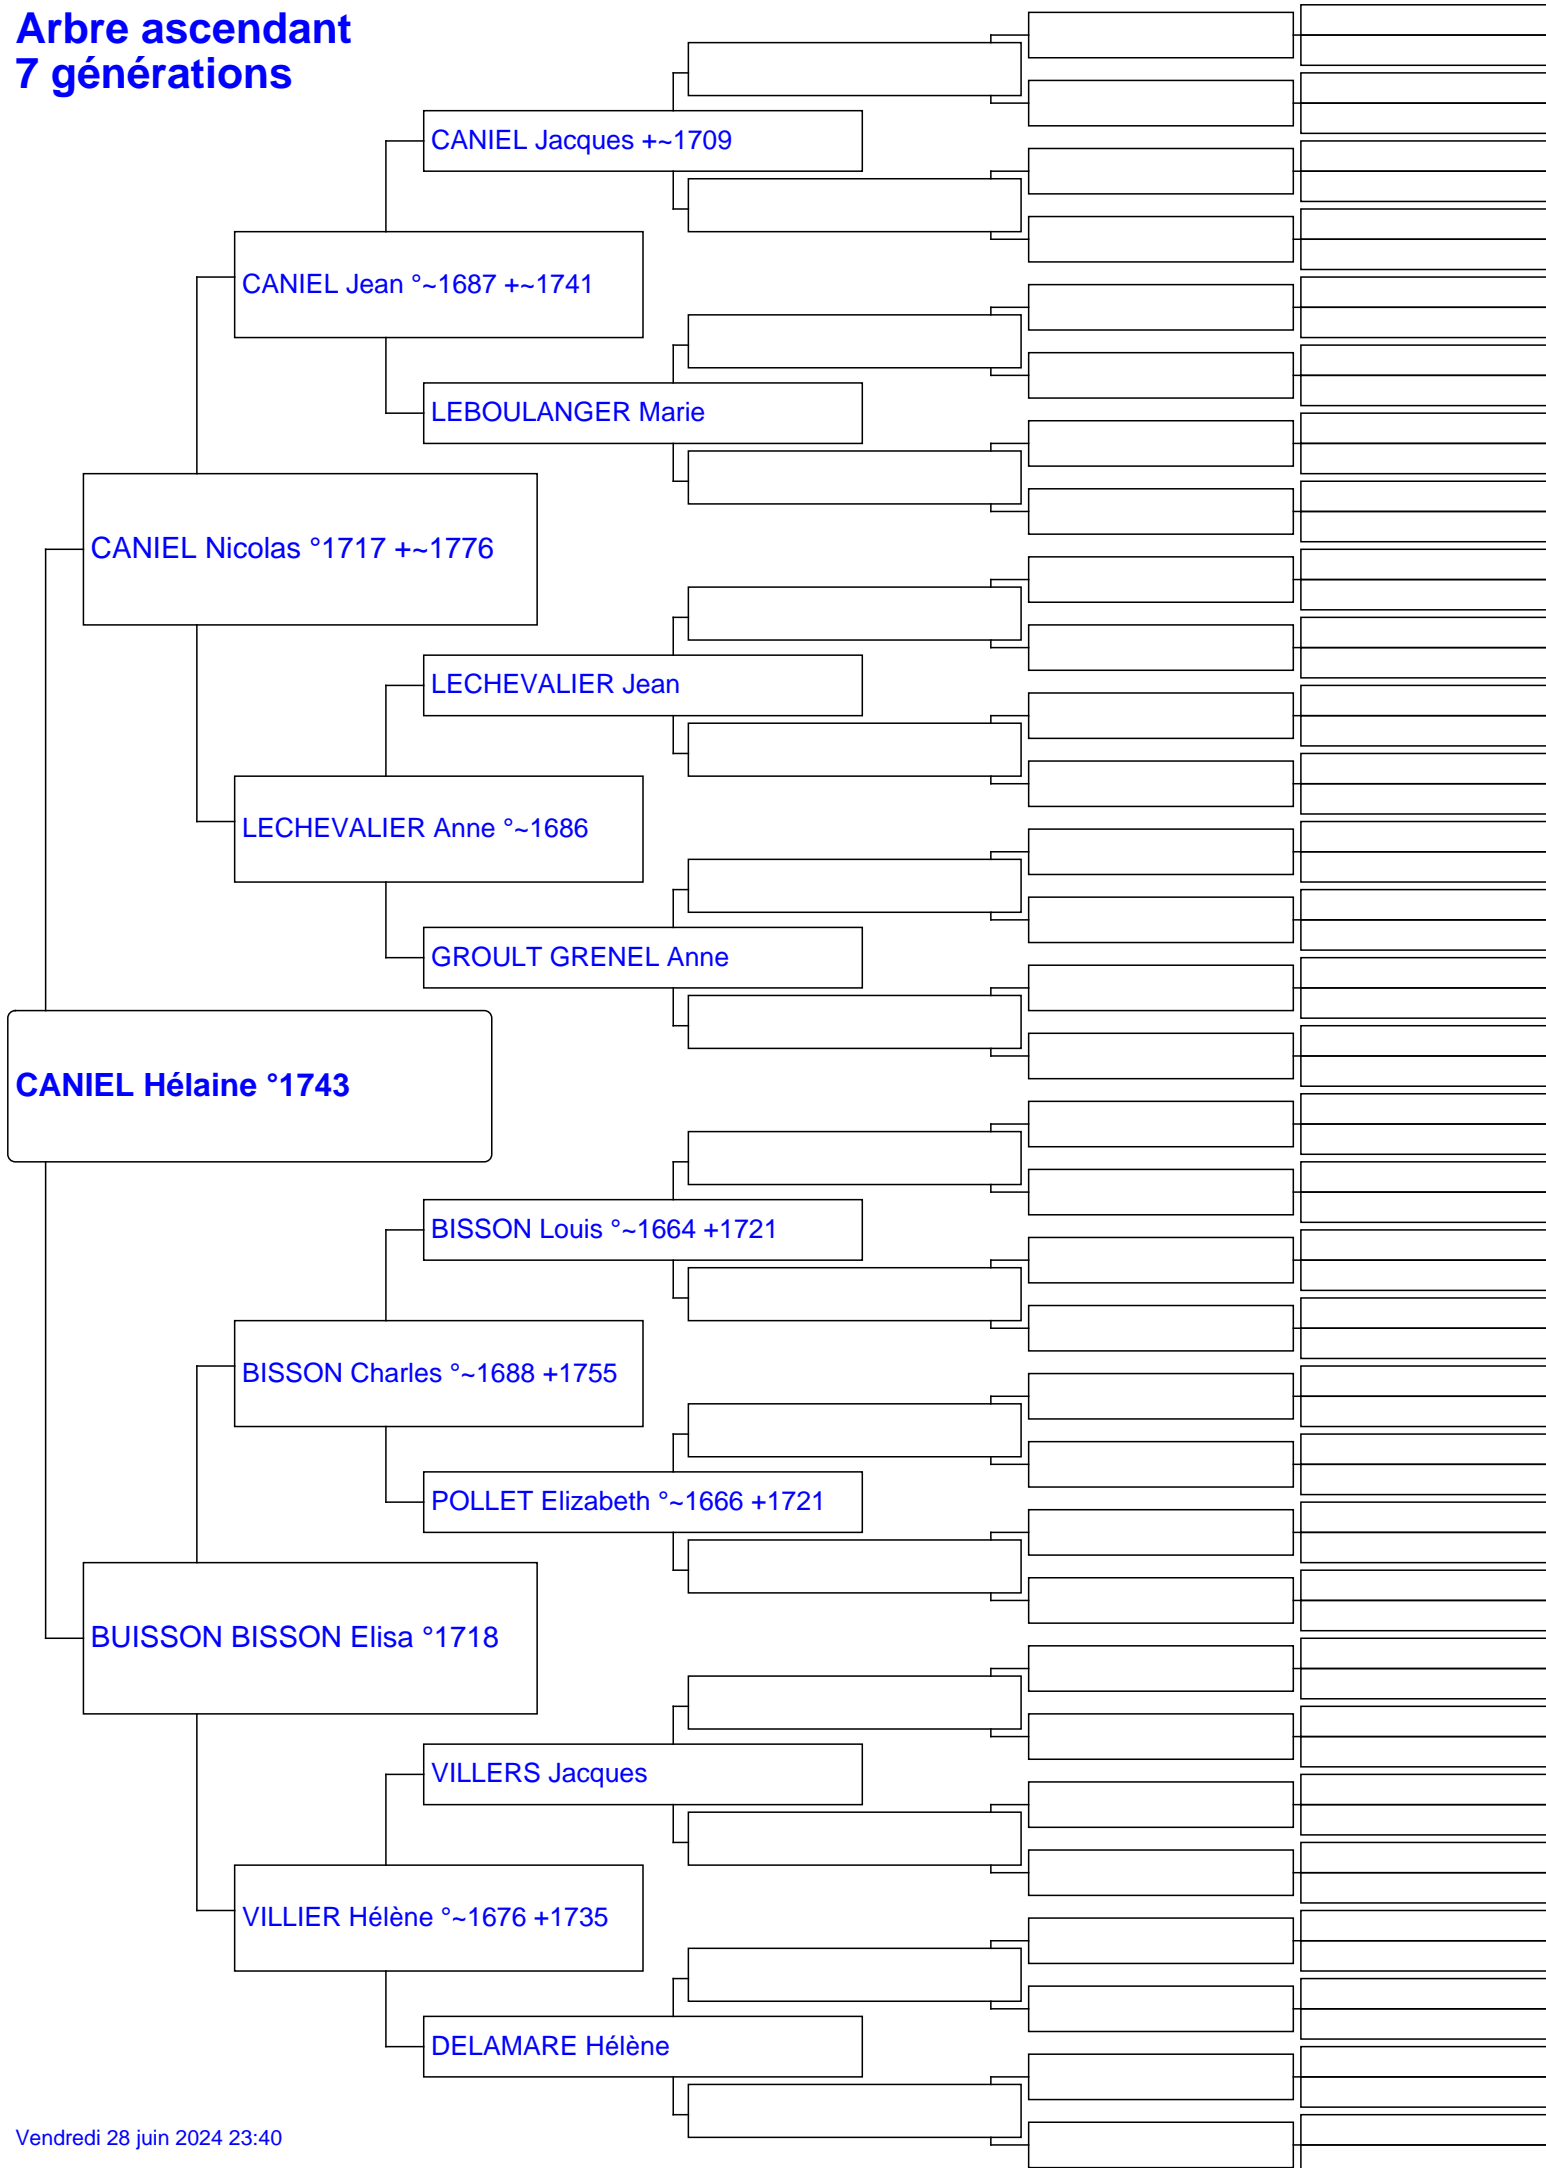 Arbre ascendant
7 générations
CANIEL Jacques +~1709
CANIEL Jean °~1687 +~1741
LEBOULANGER Marie
CANIEL Nicolas °1717 +~1776
LECHEVALIER Jean
LECHEVALIER Anne °~1686
GROULT GRENEL Anne
CANIEL Hélaine °1743
BISSON Louis °~1664 +1721
BISSON Charles °~1688 +1755
POLLET Elizabeth °~1666 +1721
BUISSON BISSON Elisa °1718
VILLERS Jacques
VILLIER Hélène °~1676 +1735
DELAMARE Hélène
Vendredi 28 juin 2024 23:40